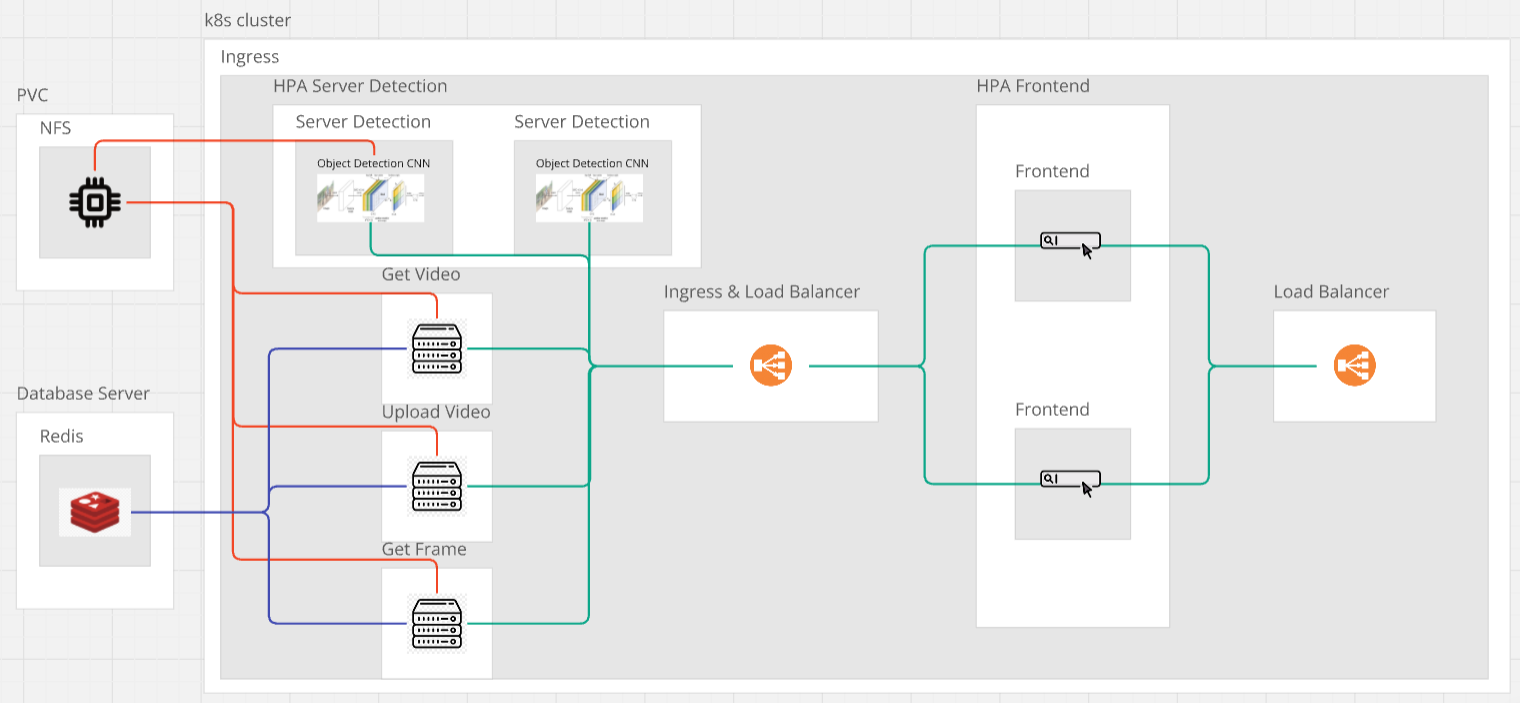 k8s cluster
Ingress
HPA Server Detection
HPA Frontend
PVC
NFS
Server Detection
Server Detection
Object Detection CNN
Object Detection CNN
Frontend
Get Video
Ingress & Load Balancer
Load Balancer
Database Server
Redis
Upload Video
Frontend
Get Frame